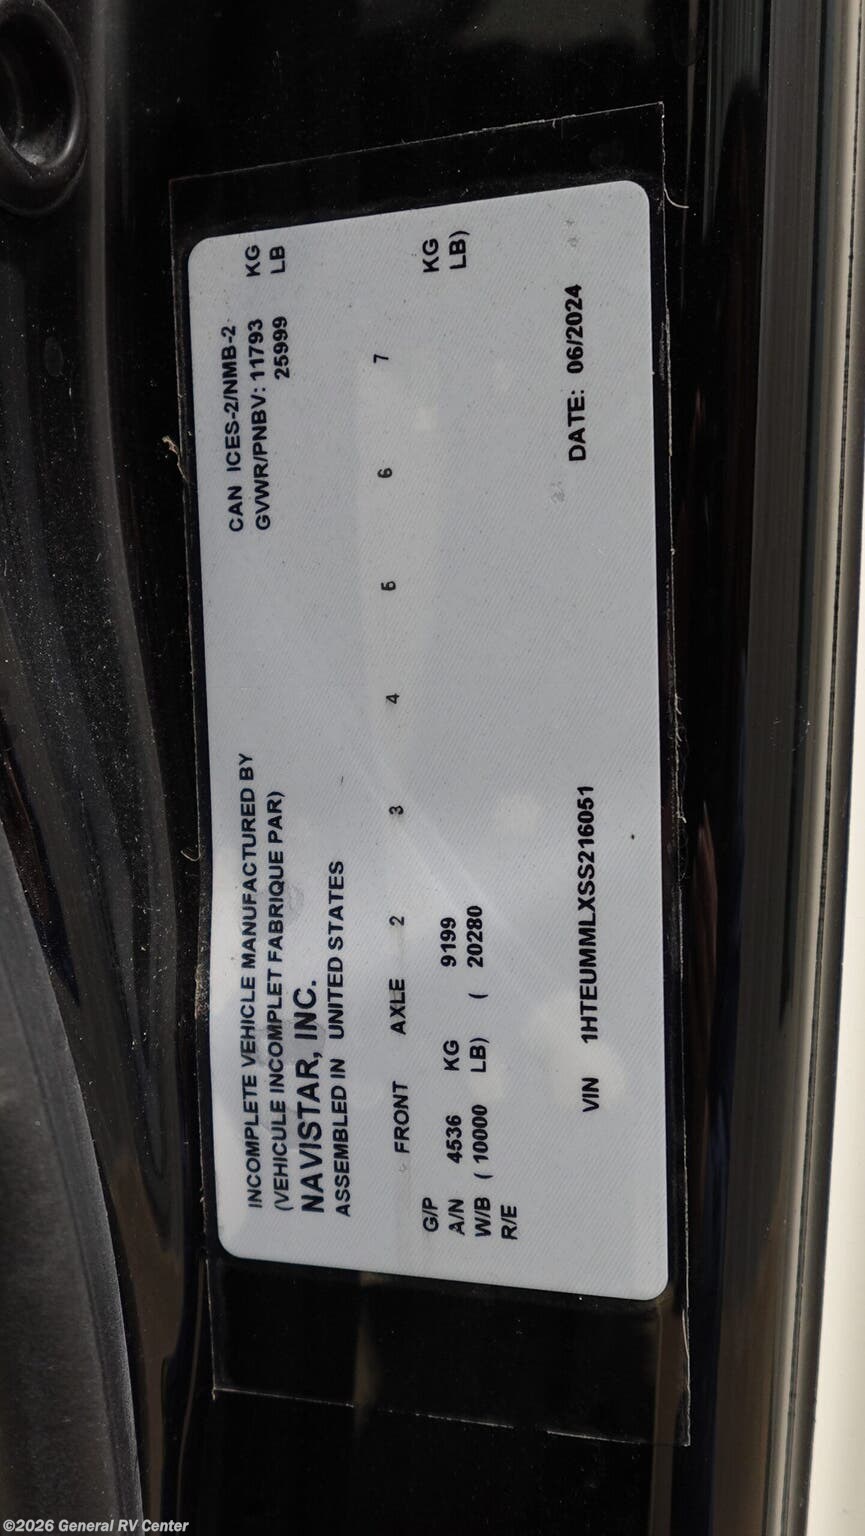 INCOMPLETE VEHICLE MANUFACTURED BY
(VEHICULE INCOMPLET FABRIQUE PAR)
NAVISTAR, INC.
ASSEMBLED IN UNITED STATES
CAN ICES-2/NMB-2
GVWR/PNBV: 11793 KG
25999 LB
FRONT AXLE 2 3 4 5 6 7
G/P
A/N 4536 KG 9199 KG
W/B ( 10000 LB) ( 20280 LB)
R/E
VIN 1HTEUMMLXSS216051 DATE: 06/2024
©2026 General RV Center